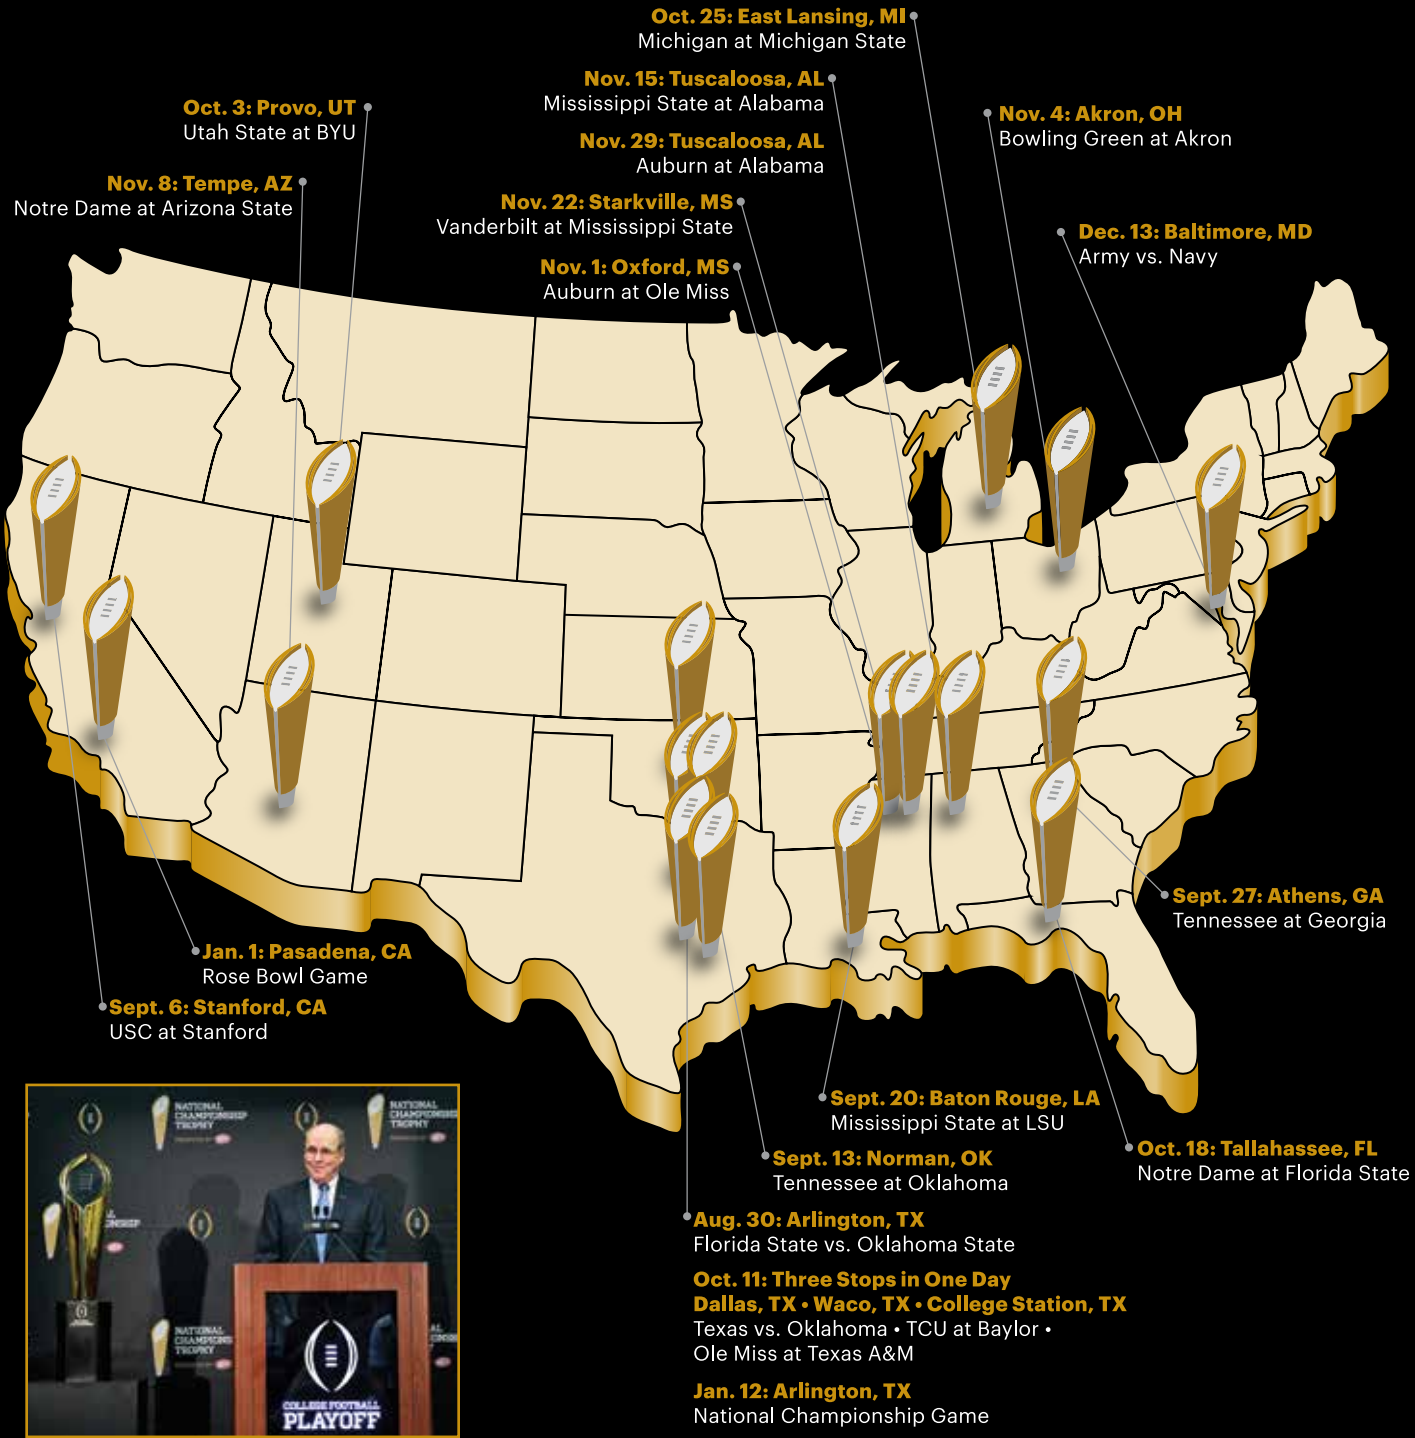 Oct. 25: East Lansing, MI
Michigan at Michigan State
Nov. 15: Tuscaloosa, AL
Mississippi State at Alabama
Nov. 29: Tuscaloosa, AL
Auburn at Alabama
Nov. 22: Starkville, MS
Vanderbilt at Mississippi State
Nov. 1: Oxford, MS
Auburn at Ole Miss
Oct. 3: Provo, UT
Utah State at BYU
Nov. 8: Tempe, AZ
Notre Dame at Arizona State
Nov. 4: Akron, OH
Bowling Green at Akron
Dec. 13: Baltimore, MD
Army vs. Navy
Sept. 27: Athens, GA
Tennessee at Georgia
Jan. 1: Pasadena, CA
Rose Bowl Game
Sept. 6: Stanford, CA
USC at Stanford
Sept. 20: Baton Rouge, LA
Mississippi State at LSU
Oct. 18: Tallahassee, FL
Notre Dame at Florida State
Sept. 13: Norman, OK
Tennessee at Oklahoma
Aug. 30: Arlington, TX
Florida State vs. Oklahoma State
Oct. 11: Three Stops in One Day
Dallas, TX • Waco, TX • College Station, TX
Texas vs. Oklahoma • TCU at Baylor •
Ole Miss at Texas A&M
Jan. 12: Arlington, TX
National Championship Game
NATIONAL
CHAMPIONSHIP
TROPHY
NATIONAL
CHAMPIONSHIP
TROPHY
NATIONAL
TROPHY
COLLEGE FOOTBALL
PLAYOFF